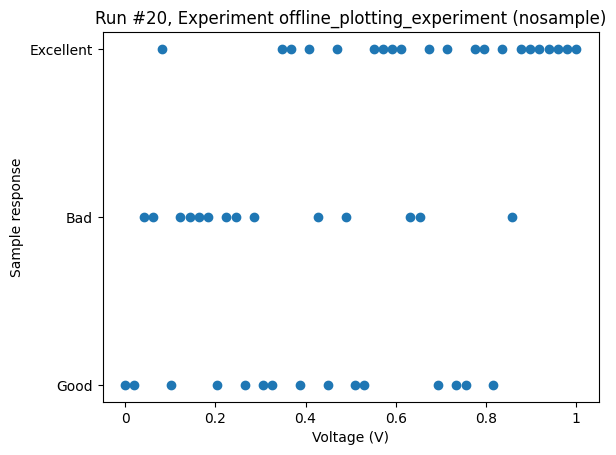 Run #20, Experiment offline_plotting_experiment (nosample)
Excellent
Bad
Good
Sample response
0
0.2
0.4
0.6
0.8
1
Voltage (V)